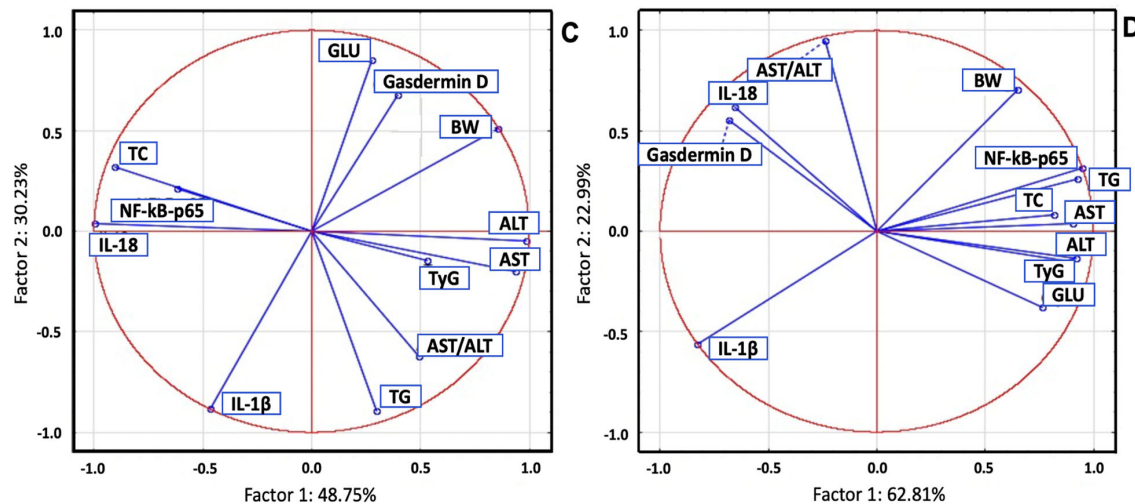 C
1.0
0.5
0.0
-0.5
-1.0
Factor 2: 30.23%
GLU
Gasdermin D
BW
TC
NF-kB-p65
IL-18
ALT
AST
TyG
AST/ALT
IL-1β
TG
-1.0
-0.5
0.0
0.5
1.0
Factor 1: 48.75%
D
1.0
0.5
0.0
-0.5
-1.0
Factor 2: 22.99%
AST/ALT
IL-18
BW
Gasdermin D
NF-kB-p65
TG
TC
AST
ALT
TyG
GLU
IL-1β
-1.0
-0.5
0.0
0.5
1.0
Factor 1: 62.81%